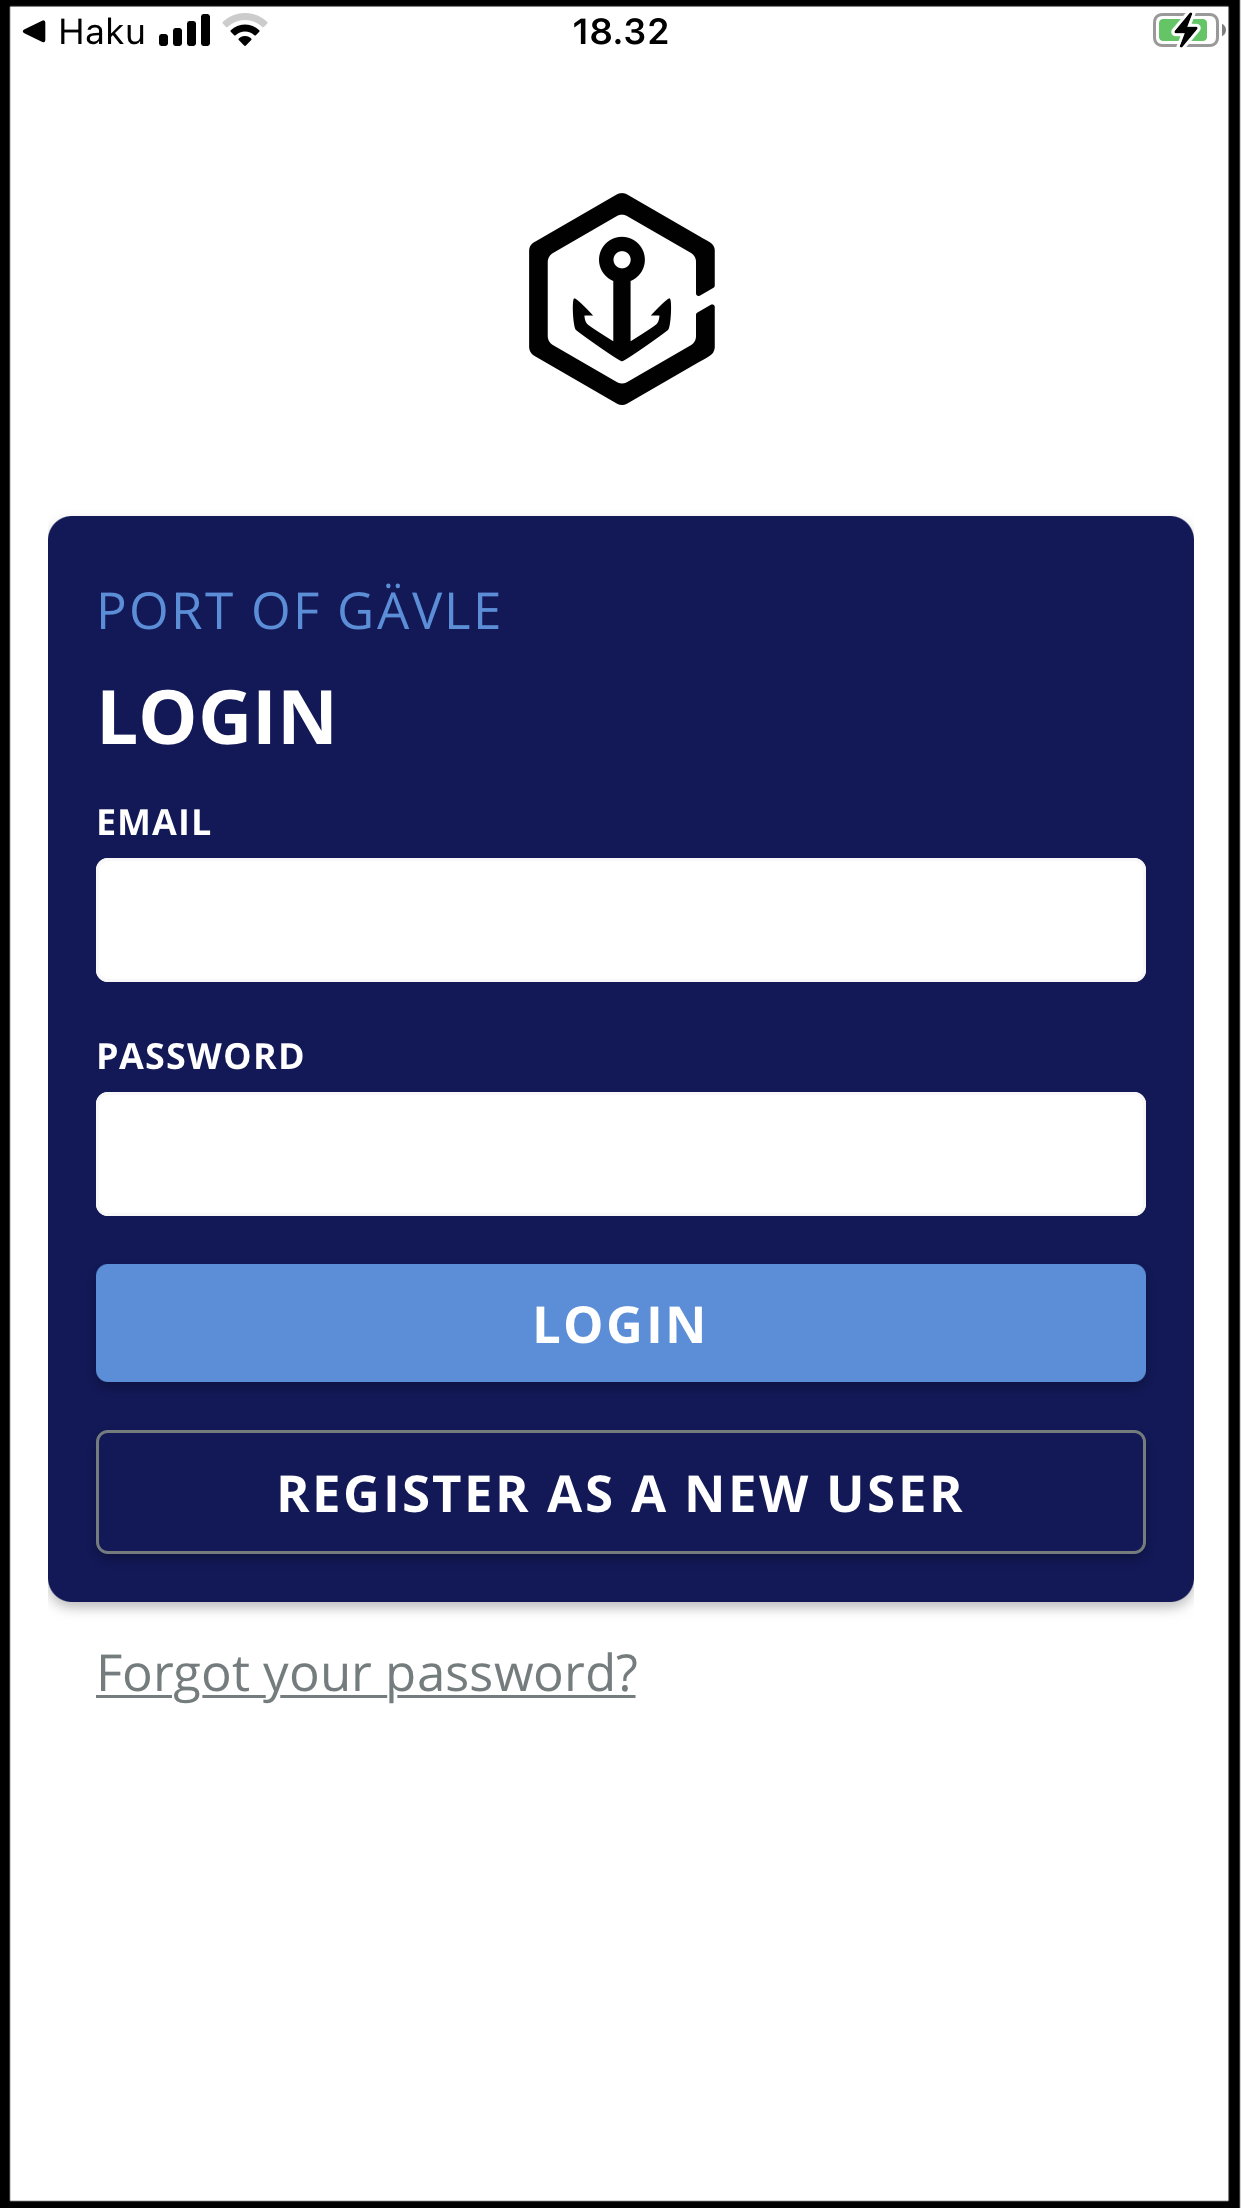 Haku 18.32
PORT OF GÄVLE
LOGIN
EMAIL
PASSWORD
LOGIN
REGISTER AS A NEW USER
Forgot your password?